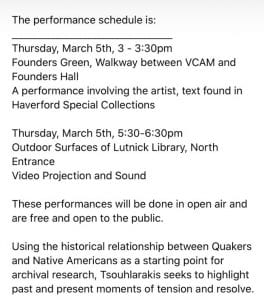 The performance schedule is:
Thursday, March 5th, 3 - 3:30pm
Founders Green, Walkway between VCAM and
Founders Hall
A performance involving the artist, text found in
Haverford Special Collections
Thursday, March 5th, 5:30-6:30pm
Outdoor Surfaces of Lutnick Library, North
Entrance
Video Projection and Sound
These performances will be done in open air and
are free and open to the public.
Using the historical relationship between Quakers
and Native Americans as a starting point for
archival research, Tsouhlarakis seeks to highlight
past and present moments of tension and resolve.